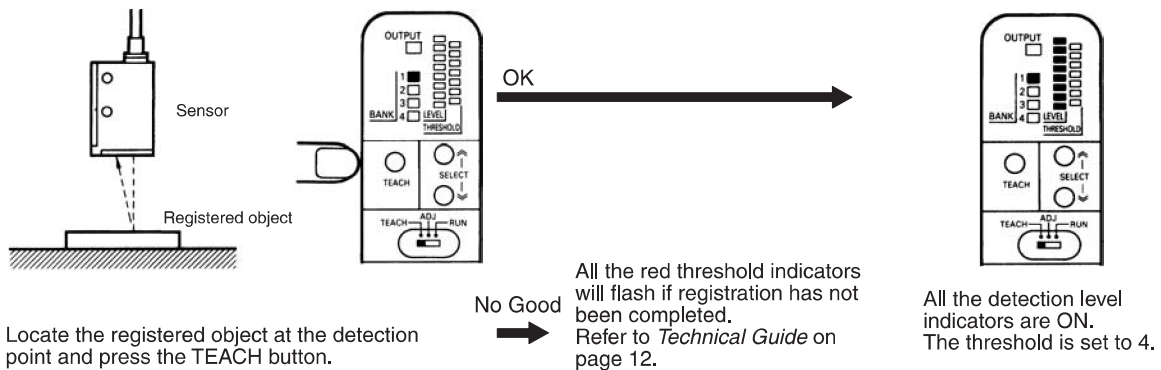 Sensor
Registered object
OUTPUT
1
2
3
BANK 4 LEVEL
THRESHOLD
TEACH
SELECT
ADJ
TEACH RUN
Locate the registered object at the detection
point and press the TEACH button.
OK
No Good
All the red threshold indicators
will flash if registration has not
been completed.
Refer to Technical Guide on
page 12.
OUTPUT
1
2
3
BANK 4 LEVEL
THRESHOLD
TEACH
SELECT
ADJ
TEACH RUN
All the detection level
indicators are ON.
The threshold is set to 4.